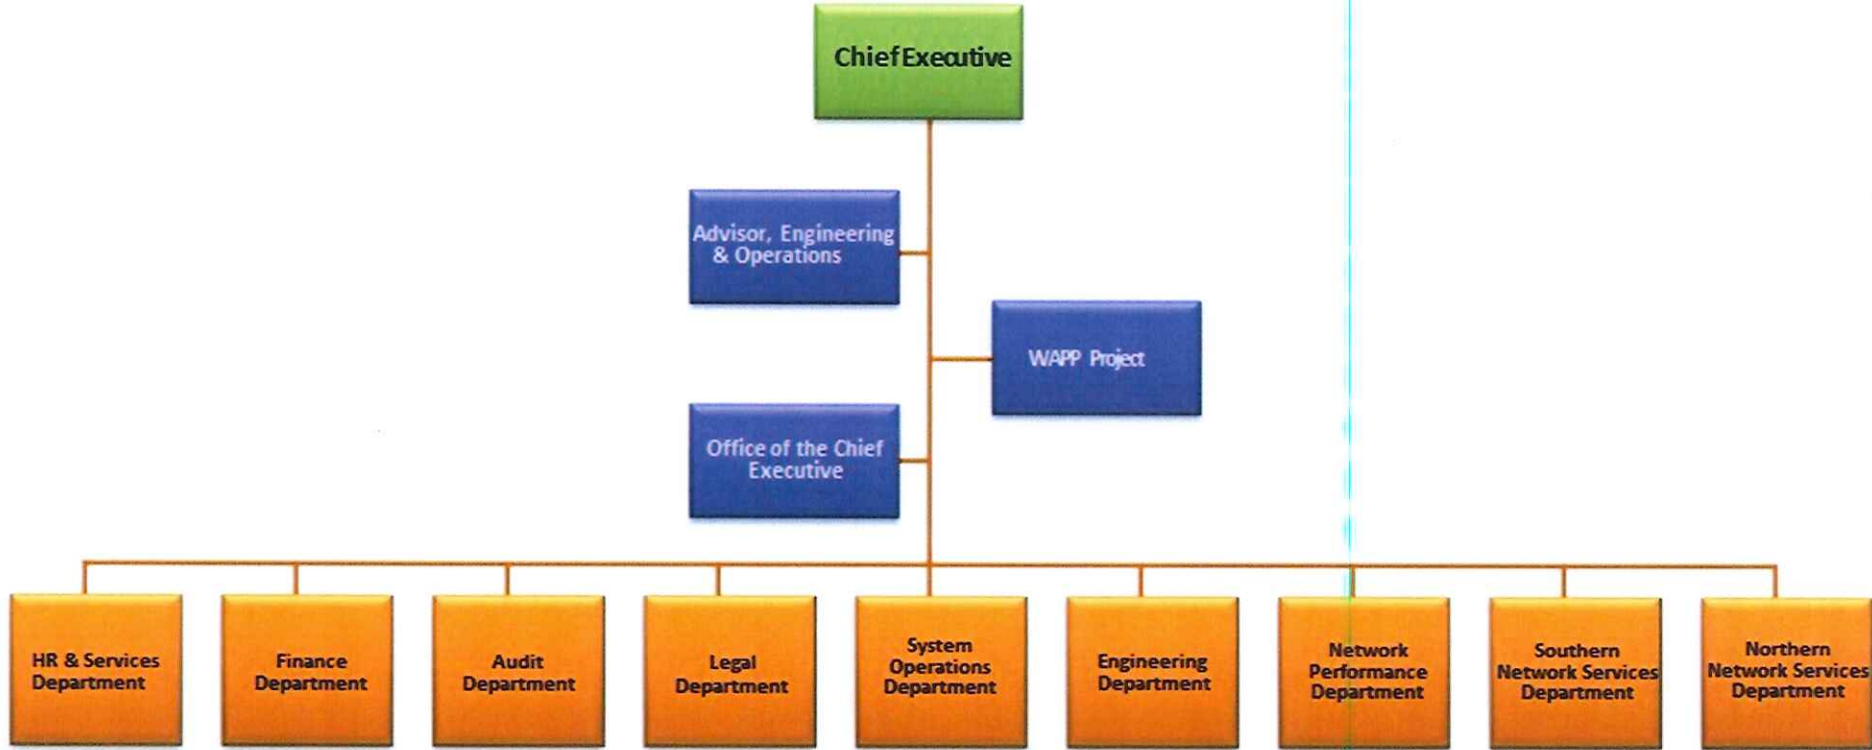 Chief Executive
Advisor, Engineering
& Operations
WAPP Project
Office of the Chief
Executive
HR & Services
Department
Finance
Department
Audit
Department
Legal
Department
System
Operations
Department
Engineering
Department
Network
Performance
Department
Southern
Network Services
Department
Northern
Network Services
Department